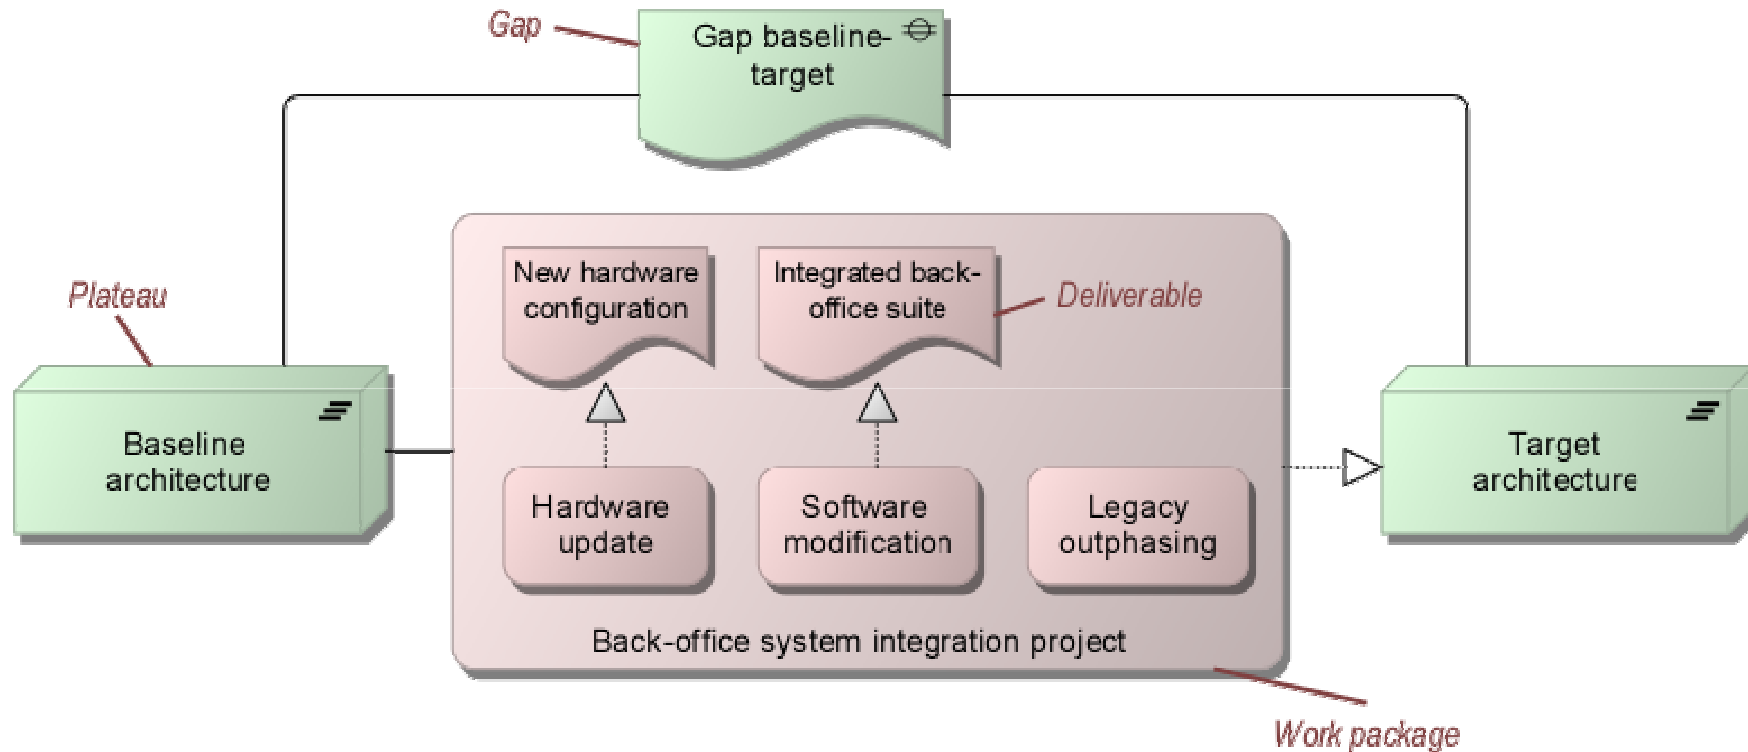 Gap
Gap baseline-
target
Plateau
New hardware
configuration
Integrated back-
office suite
Deliverable
Baseline
architecture
Target
architecture
Hardware
update
Software
modification
Legacy
outphasing
Back-office system integration project
Work package